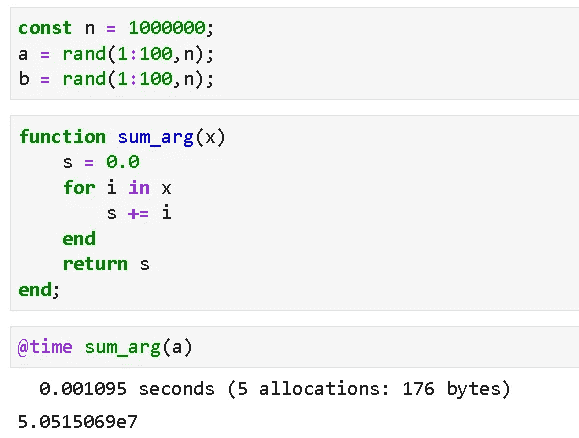 const n = 1000000;
a = rand(1:100,n);
b = rand(1:100,n);
function sum_arg(x)
    s = 0.0
    for i in x
        s += i
    end
    return s
end;
@time sum_arg(a)
  0.001095 seconds (5 allocations: 176 bytes)
5.0515069e7